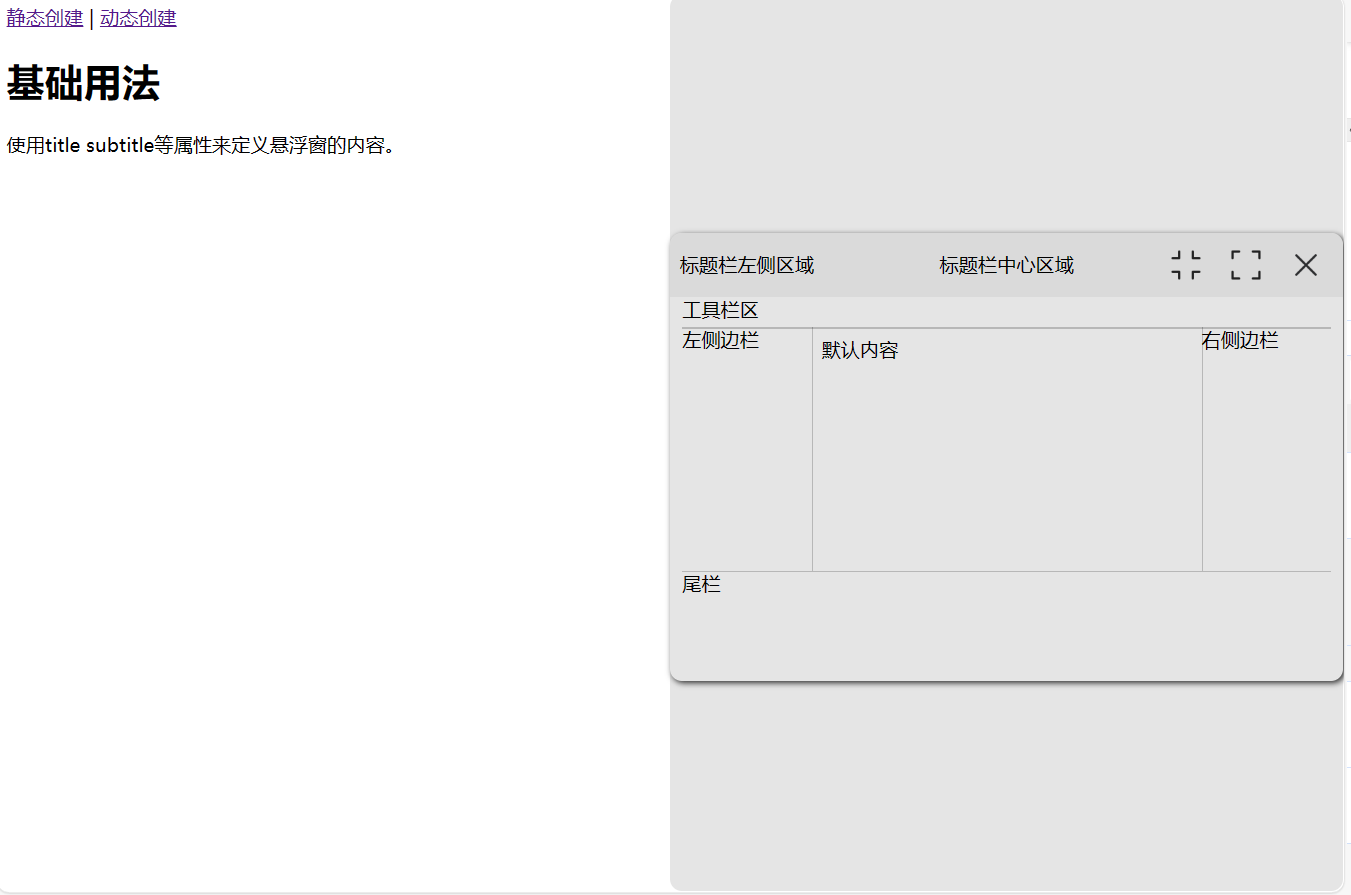 静态创建 | 动态创建
基础用法
使用title subtitle等属性来定义悬浮窗的内容。
标题栏左侧区域 标题栏中心区域
工具栏区
左侧边栏 默认内容 右侧边栏
尾栏